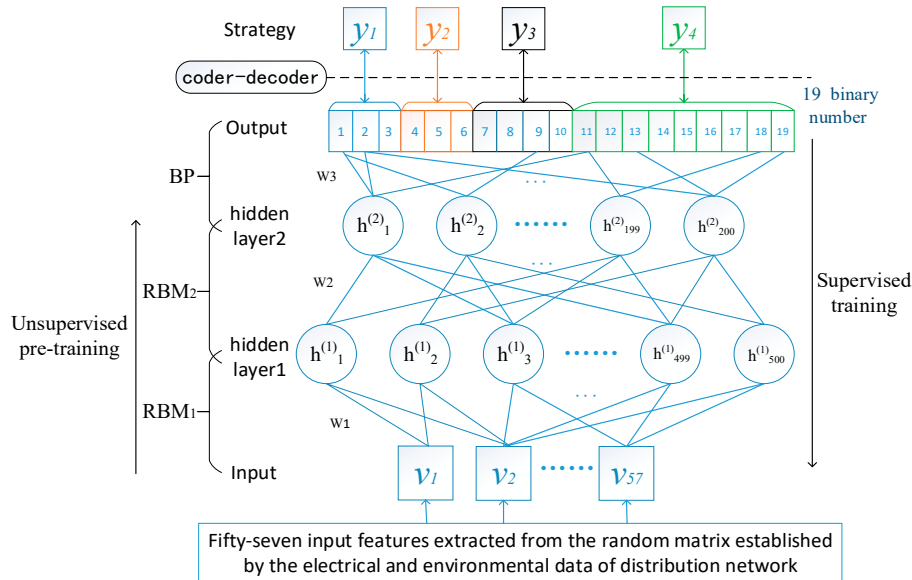 Strategy
y1 y2 y3 y4
coder-decoder
19 binary
number
Output
1 2 3 4 5 6 7 8 9 10 11 12 13 14 15 16 17 18 19
BP
W3
...
hidden
layer2
h(2)1 h(2)2 ...... h(2)199 h(2)200
...
RBM2
W2
Unsupervised
pre-training
Supervised
training
hidden
layer1
h(1)1 h(1)2 h(1)3 ...... h(1)499 h(1)500
...
RBM1
W1
Input
v1 v2 ...... v57
Fifty-seven input features extracted from the random matrix established
by the electrical and environmental data of distribution network